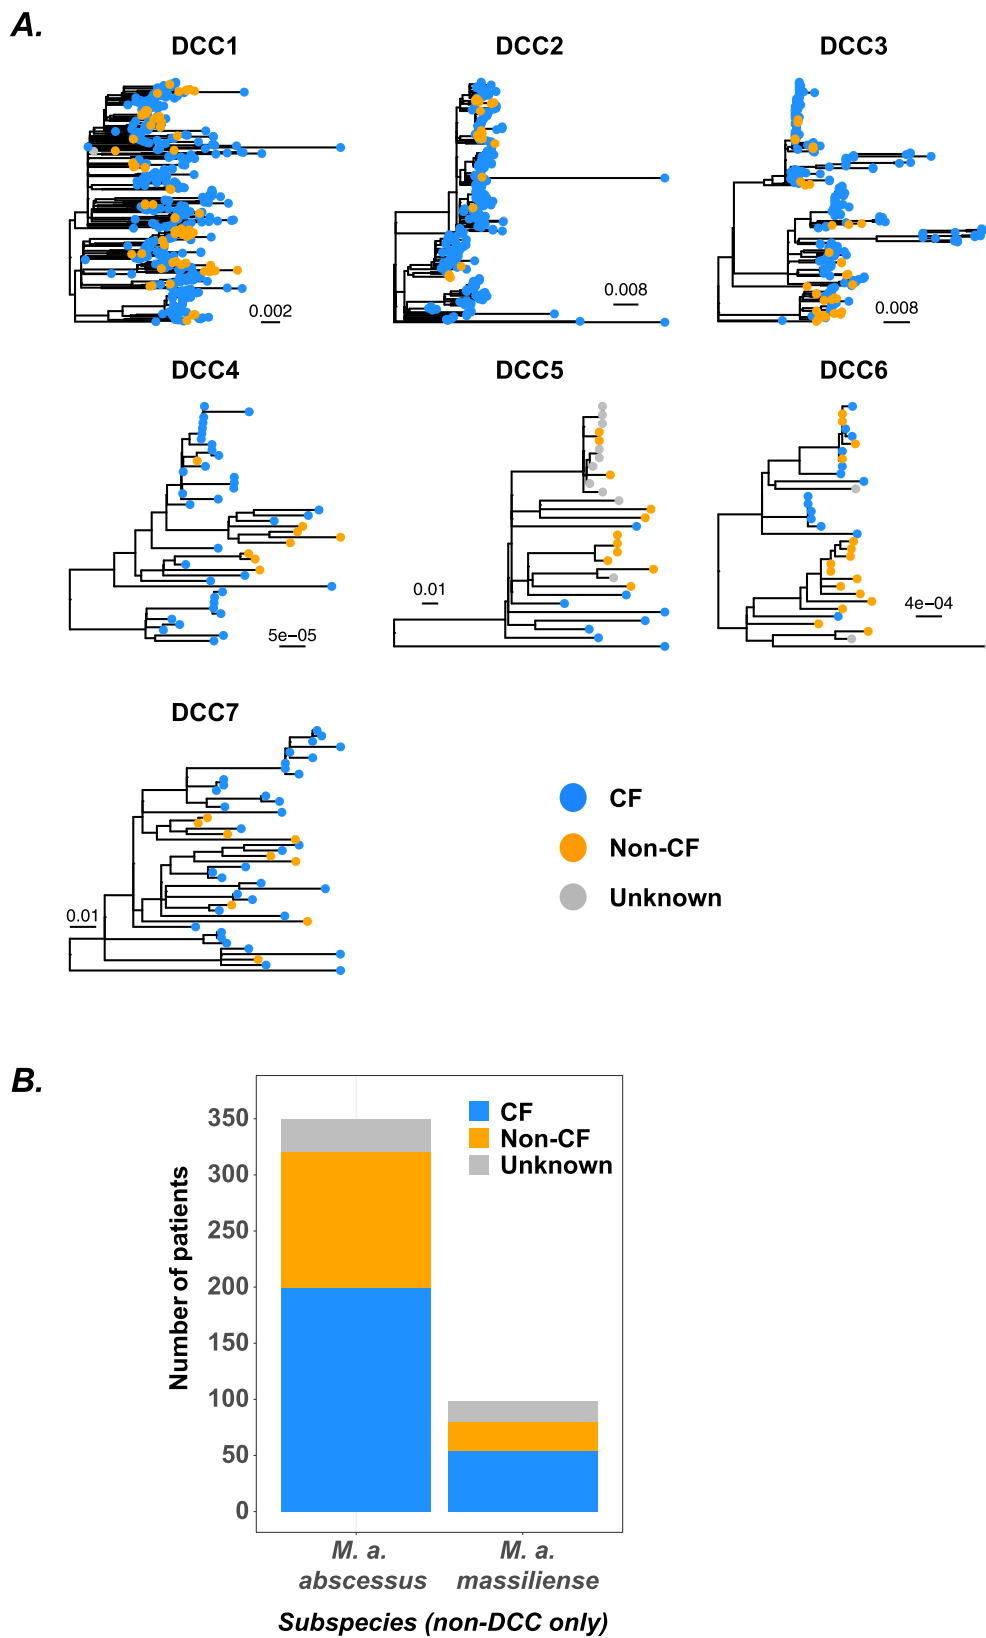 A.
DCC1
DCC2
DCC3
0.002
0.008
0.008
DCC4
DCC5
DCC6
5e−05
0.01
4e−04
DCC7
0.01
CF
Non-CF
Unknown
B.
Number of patients
350
300
250
200
150
100
50
0
CF
Non-CF
Unknown
M. a.
abscessus
M. a.
massiliense
Subspecies (non-DCC only)